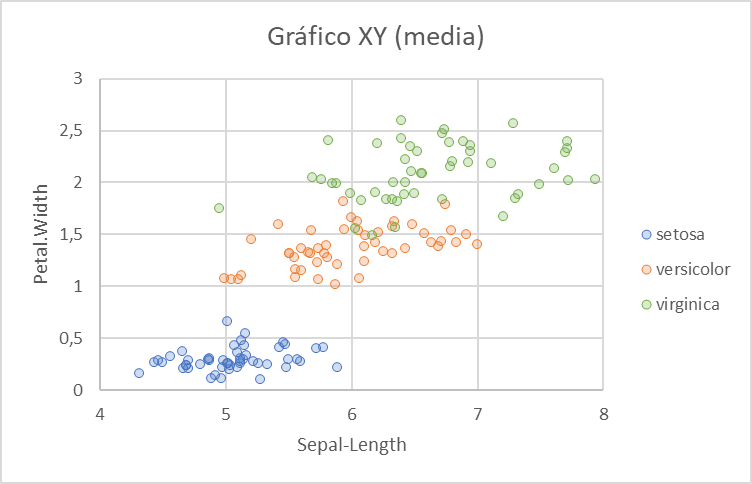 Gráfico XY (media)
3
2,5
2
1,5
1
0,5
0
4 5 6 7 8
Petal.Width
Sepal-Length
setosa
versicolor
virginica